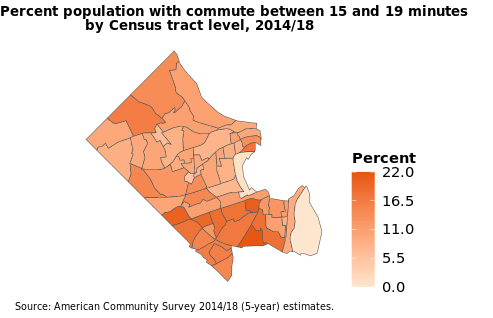 Percent population with commute between 15 and 19 minutes
by Census tract level, 2014/18
Percent
22.0
16.5
11.0
5.5
0.0
Source: American Community Survey 2014/18 (5-year) estimates.